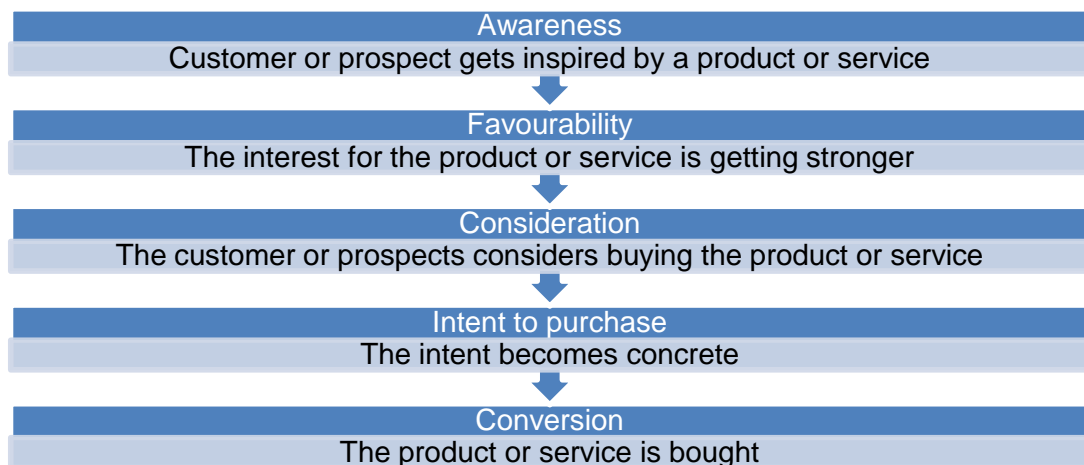 Awareness
Customer or prospect gets inspired by a product or service
Favourability
The interest for the product or service is getting stronger
Consideration
The customer or prospects considers buying the product or service
Intent to purchase
The intent becomes concrete
Conversion
The product or service is bought